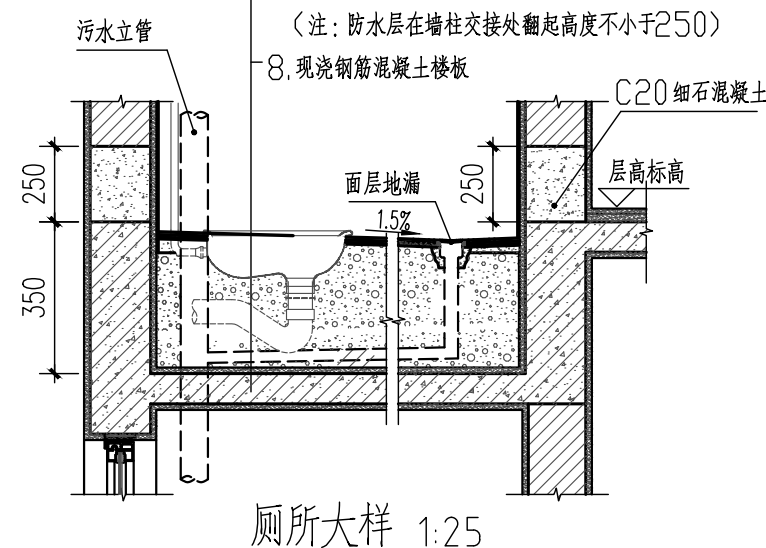 （注：防水层在墙柱交接处翻起高度不小于250）
污水立管
8.现浇钢筋混凝土楼板
C20细石混凝土
250
面层地漏
250
层高标高
1.5%
350
厕所大样 1:25